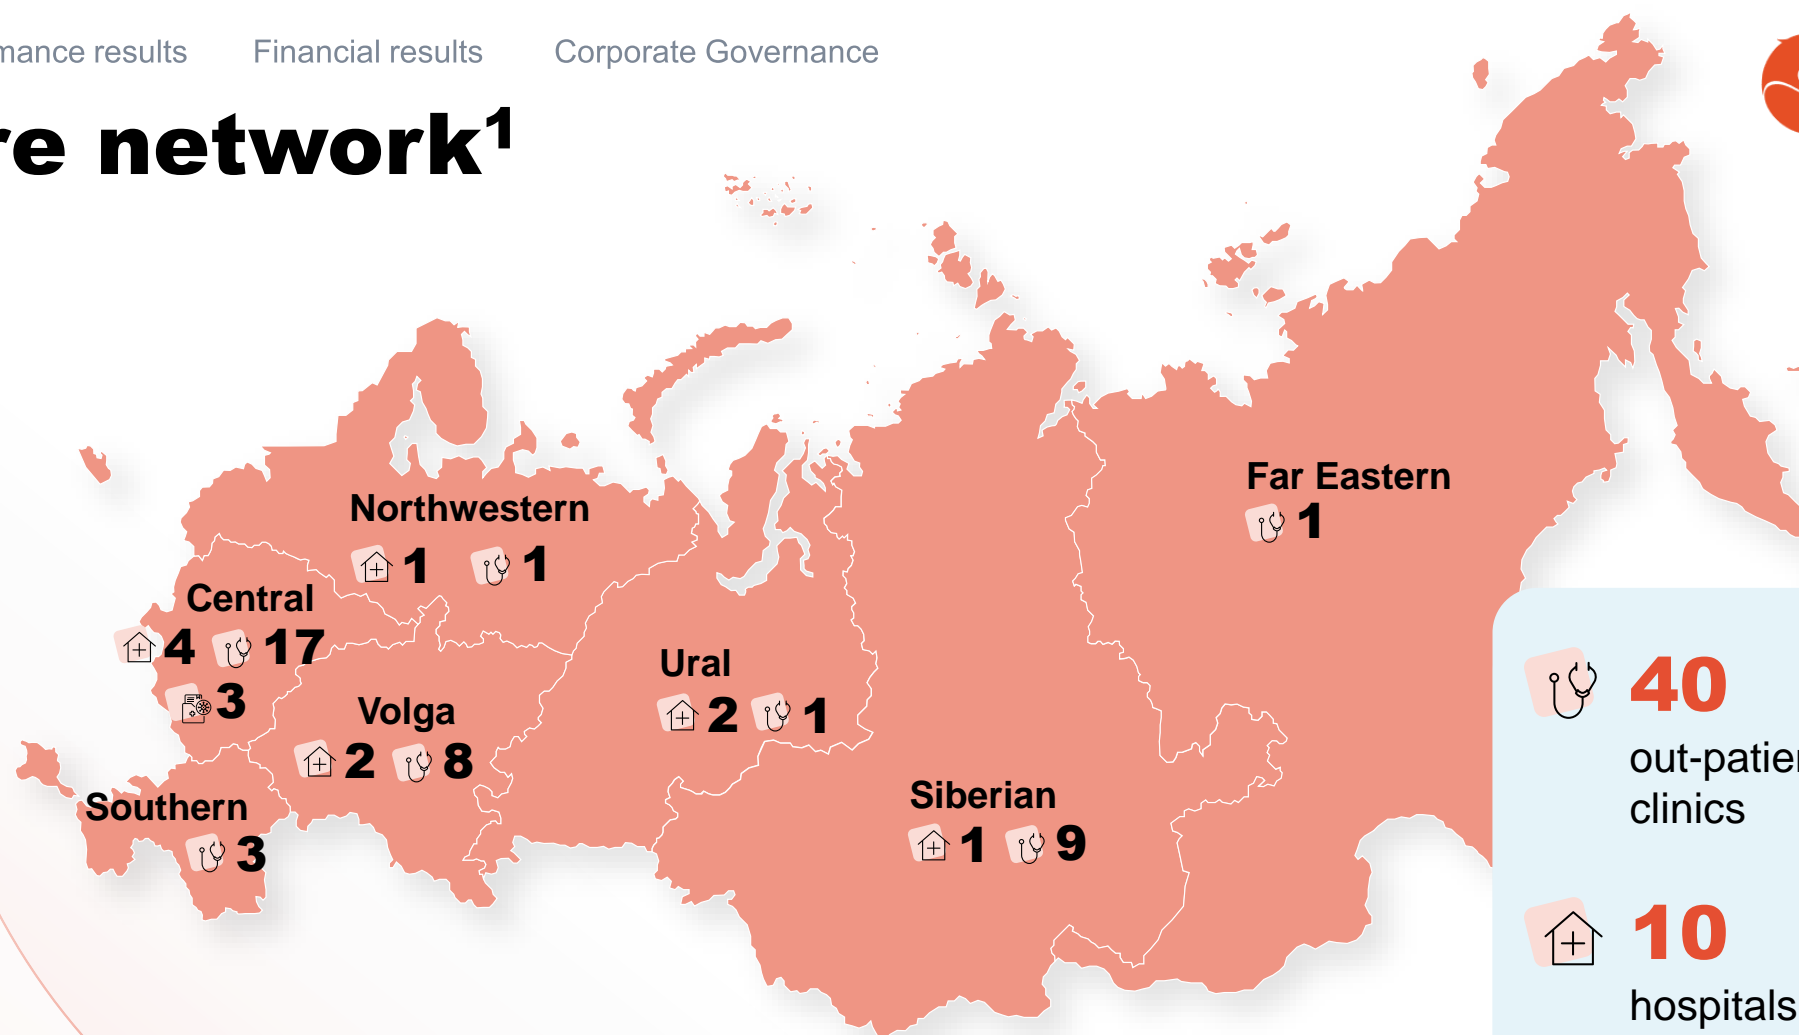 mance results Financial results Corporate Governance
re network¹
Far Eastern
1
Northwestern
1 1
Central
4 17
3
Ural
2 1
Volga
2 8
Siberian
1 9
Southern
3
40
out-patien
clinics
10
hospitals